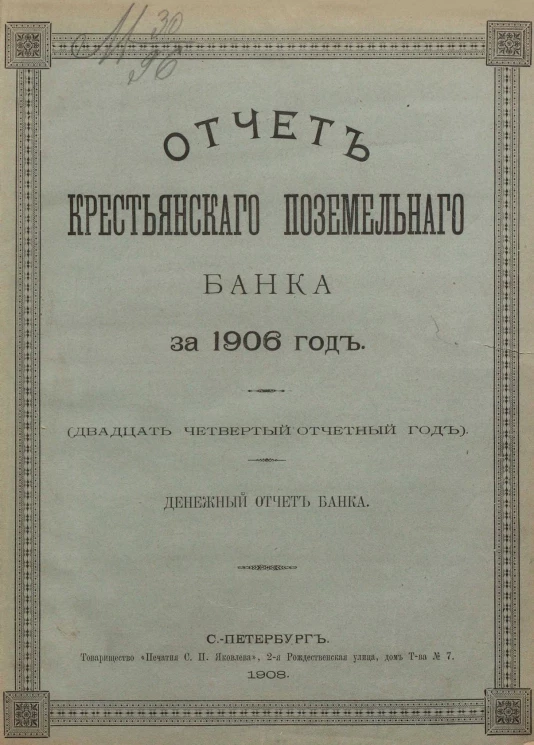 М 30
96
ОТЧЕТЪ
КРЕСТЬЯНСКАГО ПОЗЕМЕЛЬНАГО
БАНКА
за 1906 годъ.
(ДВАДЦАТЬ ЧЕТВЕРТЫЙ ОТЧЕТНЫЙ ГОДЪ).
ДЕНЕЖНЫЙ ОТЧЕТЪ БАНКА.
С.-ПЕТЕРБУРГЪ.
Товарищество «Печатня С. П. Яковлева», 2-я Рождественская улица, домъ Т-ва № 7.
1908.